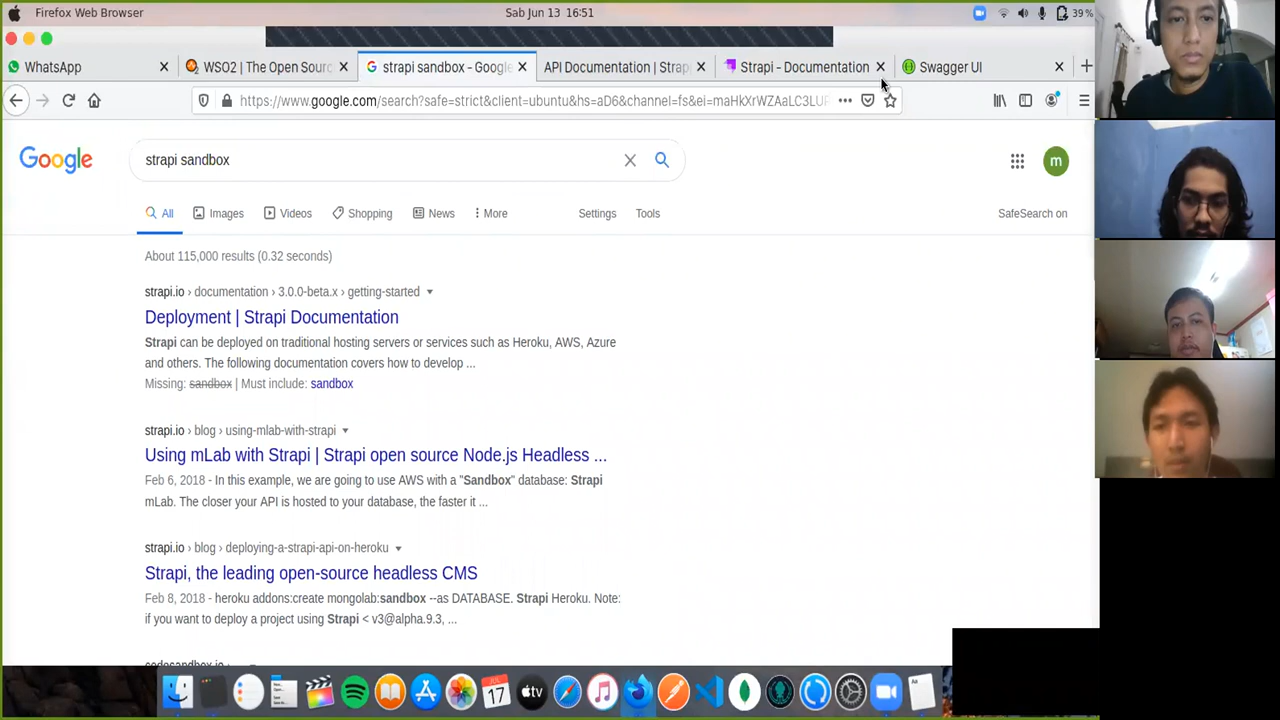 Firefox Web Browser
Sab Jun 13 16:51
39 %
WhatsApp
WSO2 | The Open Sourc
strapi sandbox - Google
API Documentation | Strap
Strapi - Documentation
Swagger UI
https://www.google.com/search?safe=strict&client=ubuntu&hs=aD6&channel=fs&ei=maHkXrWZAaLC3LUP
Google
strapi sandbox
m
All
Images
Videos
Shopping
News
More
Settings
Tools
SafeSearch on
About 115,000 results (0.32 seconds)
strapi.io › documentation › 3.0.0-beta.x › getting-started
Deployment | Strapi Documentation
Strapi can be deployed on traditional hosting servers or services such as Heroku, AWS, Azure
and others. The following documentation covers how to develop ...
Missing: sandbox | Must include: sandbox
strapi.io › blog › using-mlab-with-strapi
Using mLab with Strapi | Strapi open source Node.js Headless ...
Feb 6, 2018 - In this example, we are going to use AWS with a "Sandbox" database: Strapi
mLab. The closer your API is hosted to your database, the faster it ...
strapi.io › blog › deploying-a-strapi-api-on-heroku
Strapi, the leading open-source headless CMS
Feb 8, 2018 - heroku addons:create mongolab:sandbox --as DATABASE. Strapi Heroku. Note:
if you want to deploy a project using Strapi < v3@alpha.9.3, ...
codesandbox.io
17
tv